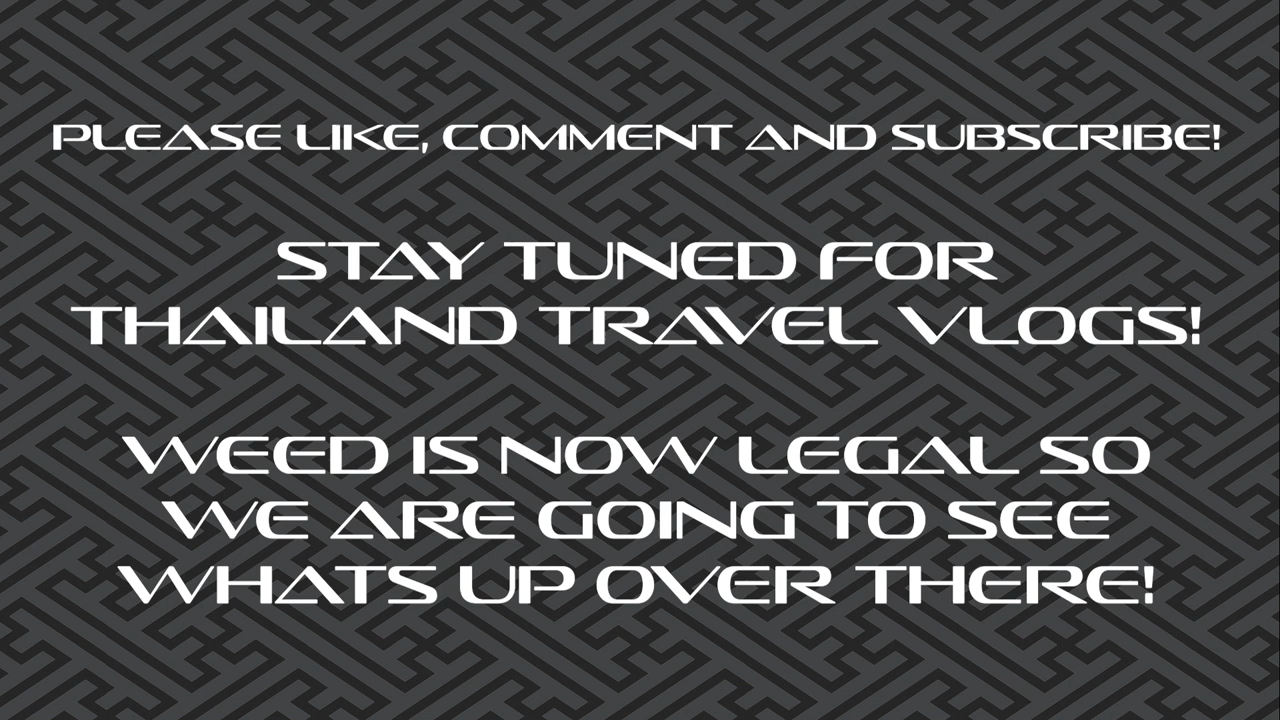 PLEASE LIKE, COMMENT AND SUBSCRIBE!
STAY TUNED FOR
THAILAND TRAVEL VLOGS!
WEED IS NOW LEGAL SO
WE ARE GOING TO SEE
WHATS UP OVER THERE!